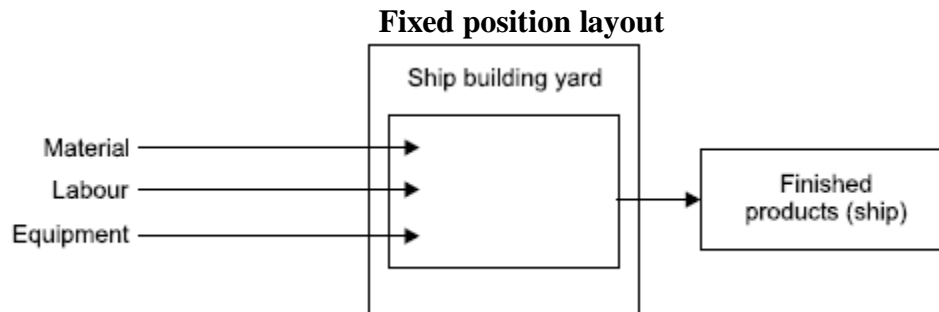 Fixed position layout
Ship building yard
Material
Labour
Equipment
Finished
products (ship)